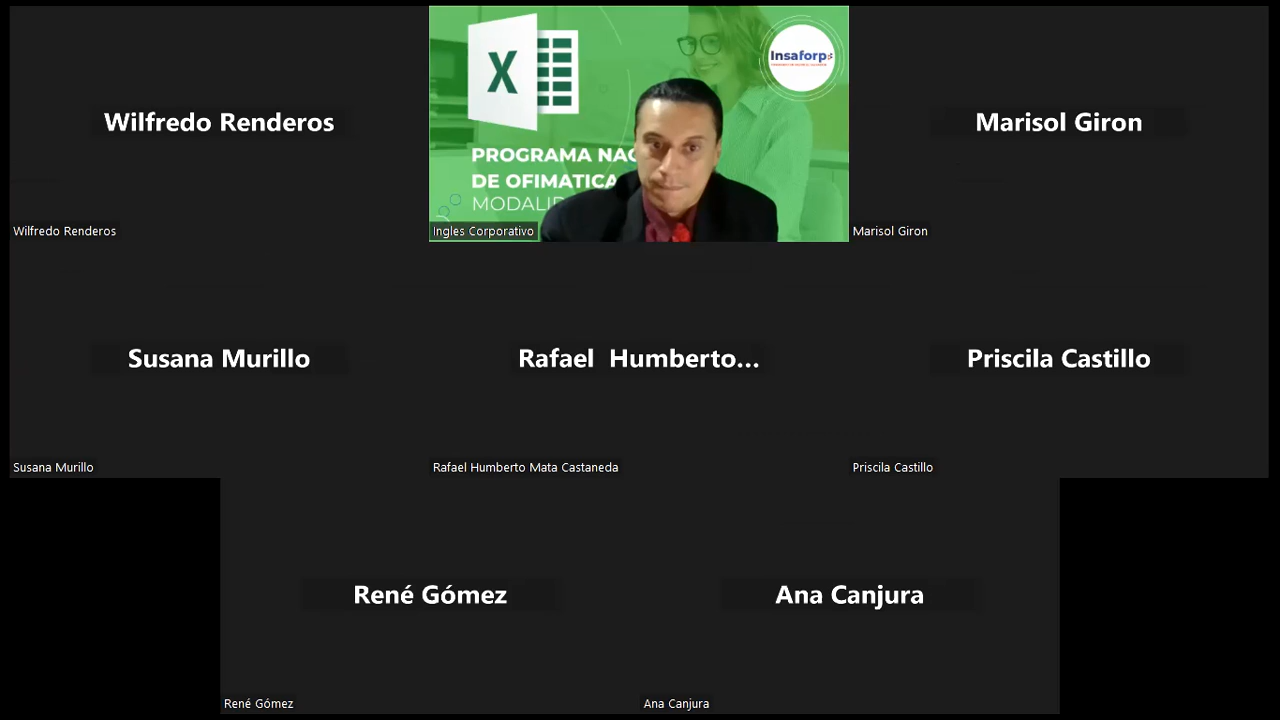 Wilfredo Renderos
Wilfredo Renderos
X
Insaforp
PROGRAMA NAC
DE OFIMATICA
MODALID
Ingles Corporativo
Marisol Giron
Marisol Giron
Susana Murillo
Susana Murillo
Rafael Humberto...
Rafael Humberto Mata Castaneda
Priscila Castillo
Priscila Castillo
René Gómez
René Gómez
Ana Canjura
Ana Canjura